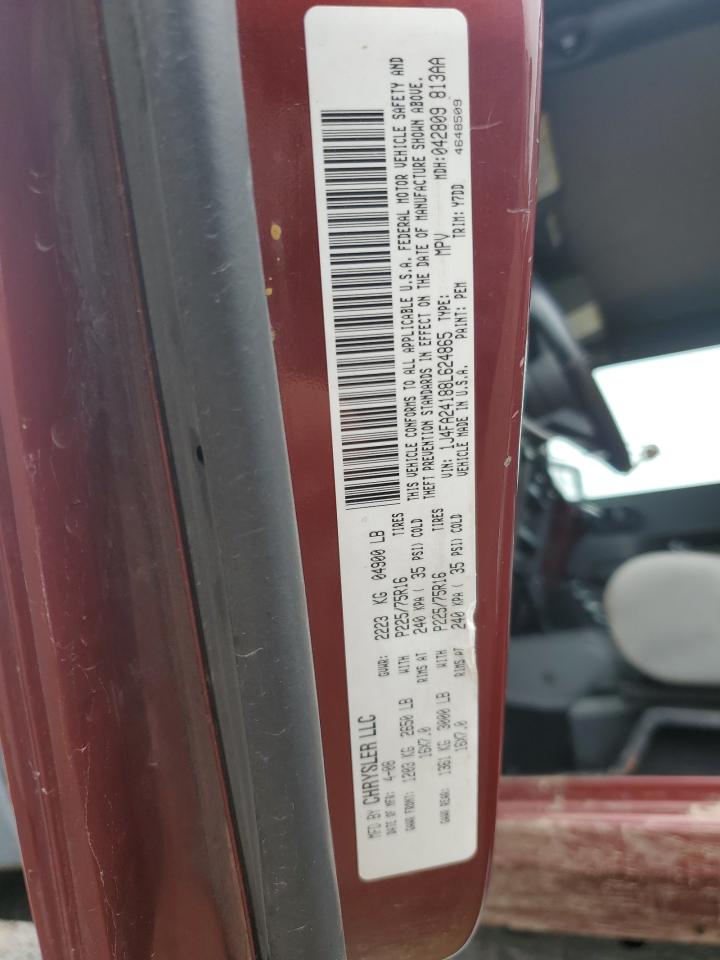 MFD BY CHRYSLER LLC
DATE OF MFR: 4-08 GVWR: 2223 KG 04900 LB
GAWR FRONT: 1203 KG 2650 LB WITH P225/75R16 TIRES
16X7.0 RIMS AT 240 KPA ( 35 PSI) COLD
GAWR REAR: 1361 KG 3000 LB WITH P225/75R16 TIRES
16X7.0 RIMS AT 240 KPA ( 35 PSI) COLD
THIS VEHICLE CONFORMS TO ALL APPLICABLE U.S.A. FEDERAL MOTOR VEHICLE SAFETY AND
THEFT PREVENTION STANDARDS IN EFFECT ON THE DATE OF MANUFACTURE SHOWN ABOVE.
VIN: 1J4FA24188L624865 TYPE: MPV MDH:042809 813AA
VEHICLE MADE IN U.S.A. PAINT: PEM TRIM: Y7DD 4648509